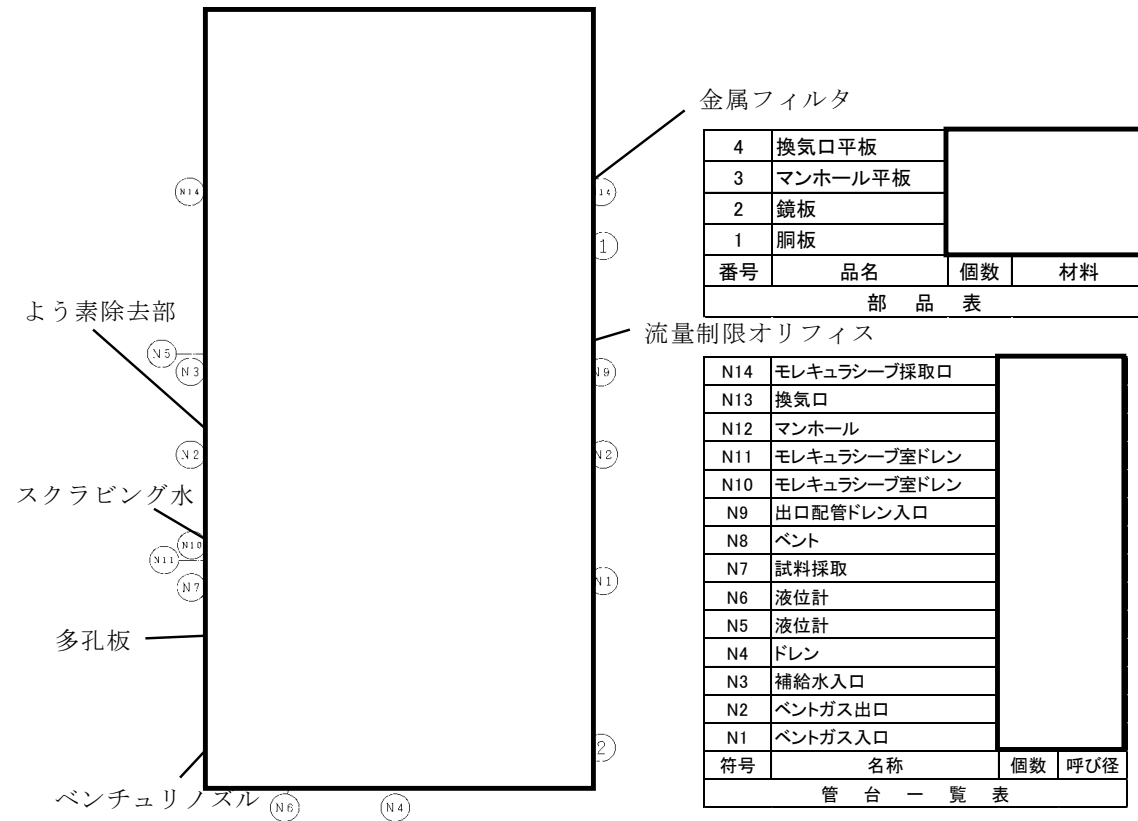 金属フィルタ
N14
14
1
よう素除去部
N5
N3
流量制限オリフィス
N9
N2
N2
スクラビング水
N10
N11
N7
N1
多孔板
2
ベンチュリノズル
N6
N4
4 換気口平板
3 マンホール平板
2 鏡板
1 胴板
番号 品名 個数 材料
部品表
N14 モレキュラシーブ採取口
N13 換気口
N12 マンホール
N11 モレキュラシーブ室ドレン
N10 モレキュラシーブ室ドレン
N9 出口配管ドレン入口
N8 ベント
N7 試料採取
N6 液位計
N5 液位計
N4 ドレン
N3 補給水入口
N2 ベントガス出口
N1 ベントガス入口
符号 名称 個数 呼び径
管台一覧表